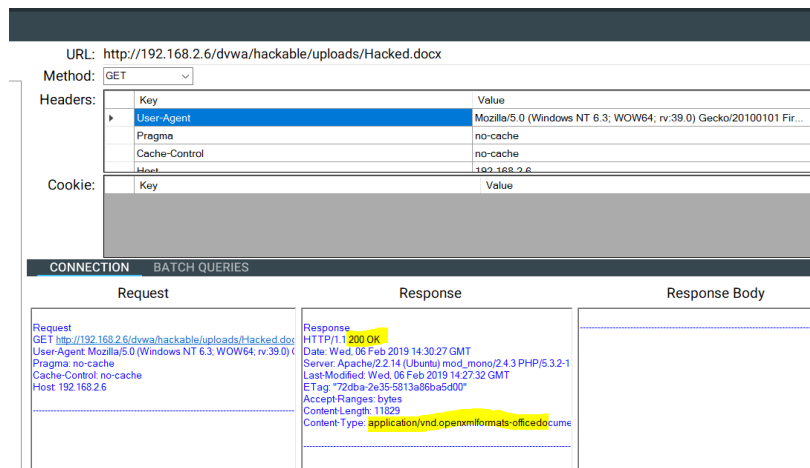 URL: http://192.168.2.6/dvwa/hackable/uploads/Hacked.docx
Method: GET
Headers:
Key Value
User-Agent Mozilla/5.0 (Windows NT 6.3; WOW64; rv:39.0) Gecko/20100101 Fir...
Pragma no-cache
Cache-Control no-cache
Host 192.168.2.6
Cookie:
Key Value
CONNECTION BATCH QUERIES
Request
Request
GET http://192.168.2.6/dvwa/hackable/uploads/Hacked.doc
User-Agent: Mozilla/5.0 (Windows NT 6.3; WOW64; rv:39.0) G
Pragma: no-cache
Cache-Control: no-cache
Host: 192.168.2.6
Response
Response
HTTP/1.1 200 OK
Date: Wed, 06 Feb 2019 14:30:27 GMT
Server: Apache/2.2.14 (Ubuntu) mod_mono/2.4.3 PHP/5.3.2-1
Last-Modified: Wed, 06 Feb 2019 14:27:32 GMT
ETag: "72dba-2e35-5813a86ba5d00"
Accept-Ranges: bytes
Content-Length: 11829
Content-Type: application/vnd.openxmlformats-officedocume
Response Body